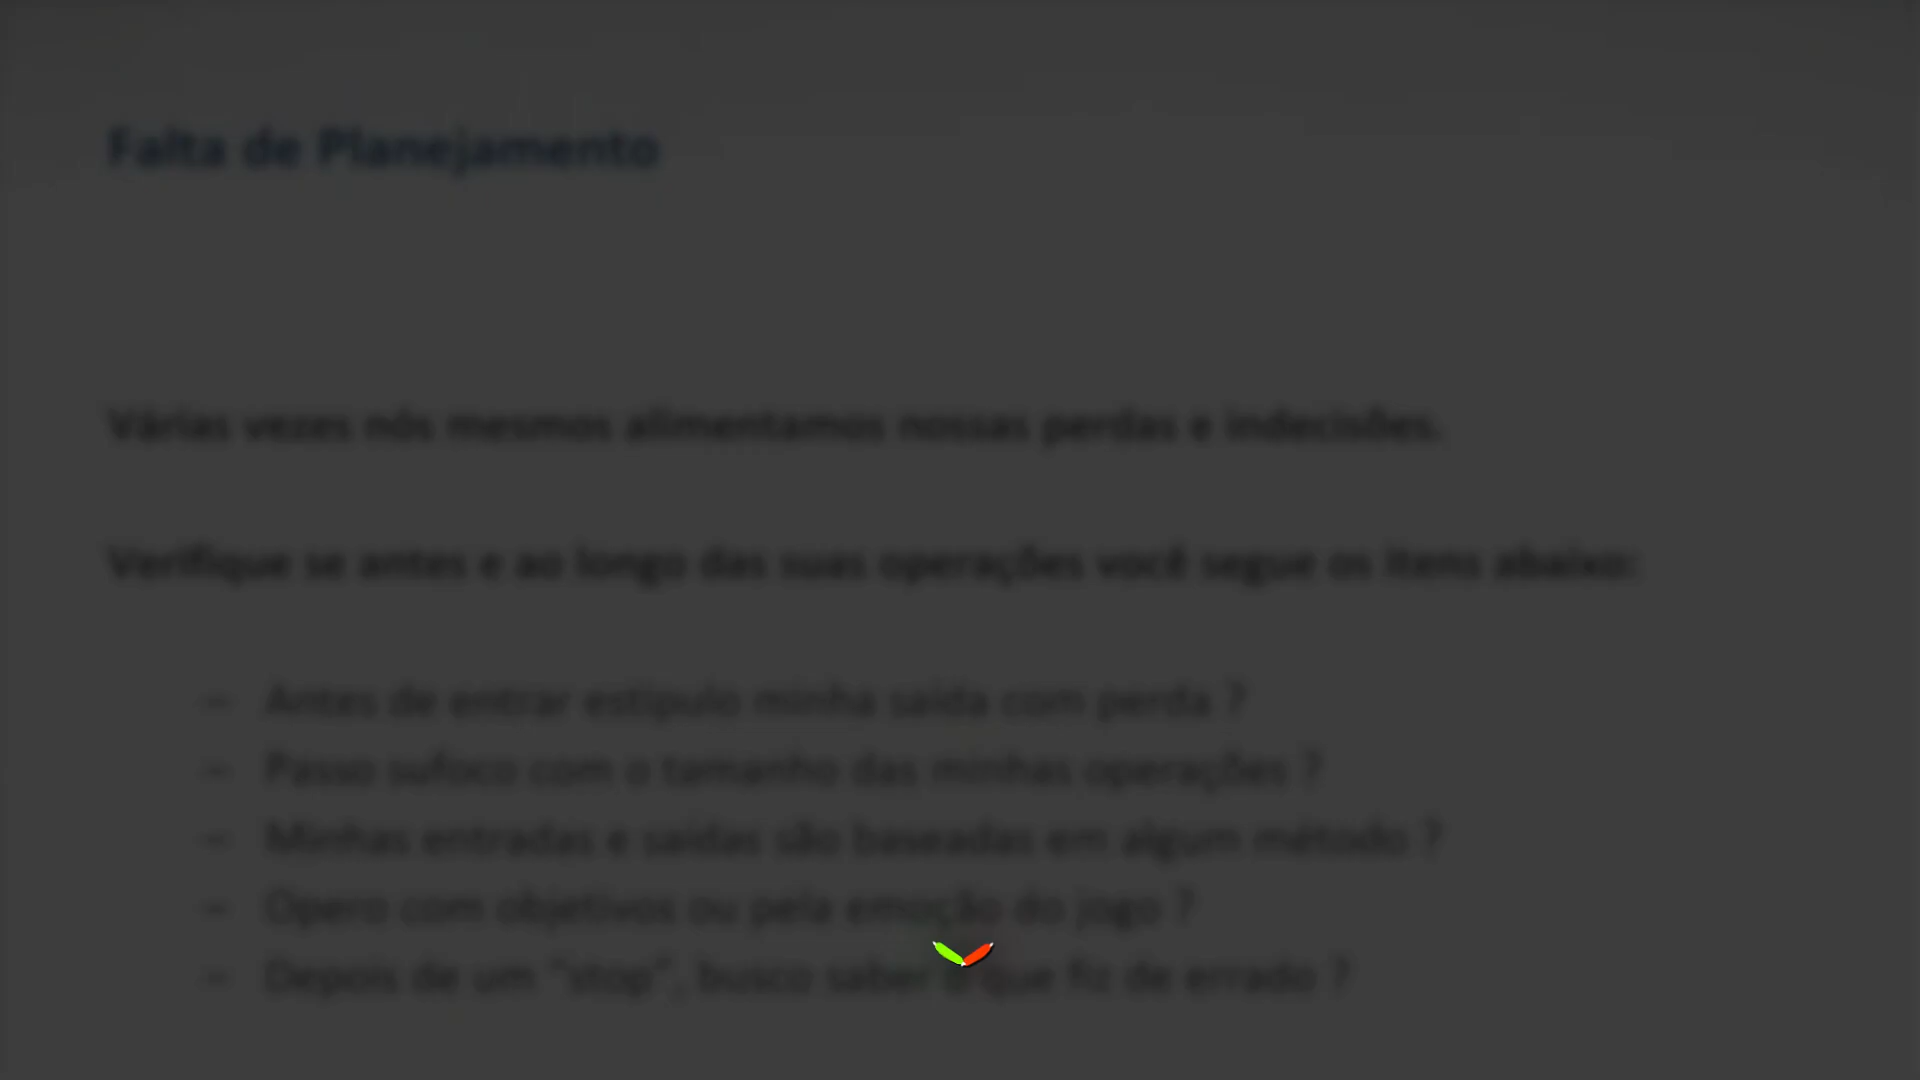 Falta de Planejamento
Várias vezes nós mesmos alimentamos nossas perdas e indecisões.
Verifique se antes e ao longo das suas operações você segue os itens abaixo:
– Antes de entrar estipulo minha saída com perda ?
– Passo sufoco com o tamanho das minhas operações ?
– Minhas entradas e saídas são baseadas em algum método ?
– Opero com objetivos ou pela emoção do jogo ?
– Depois de um "stop", busco saber o que fiz de errado ?